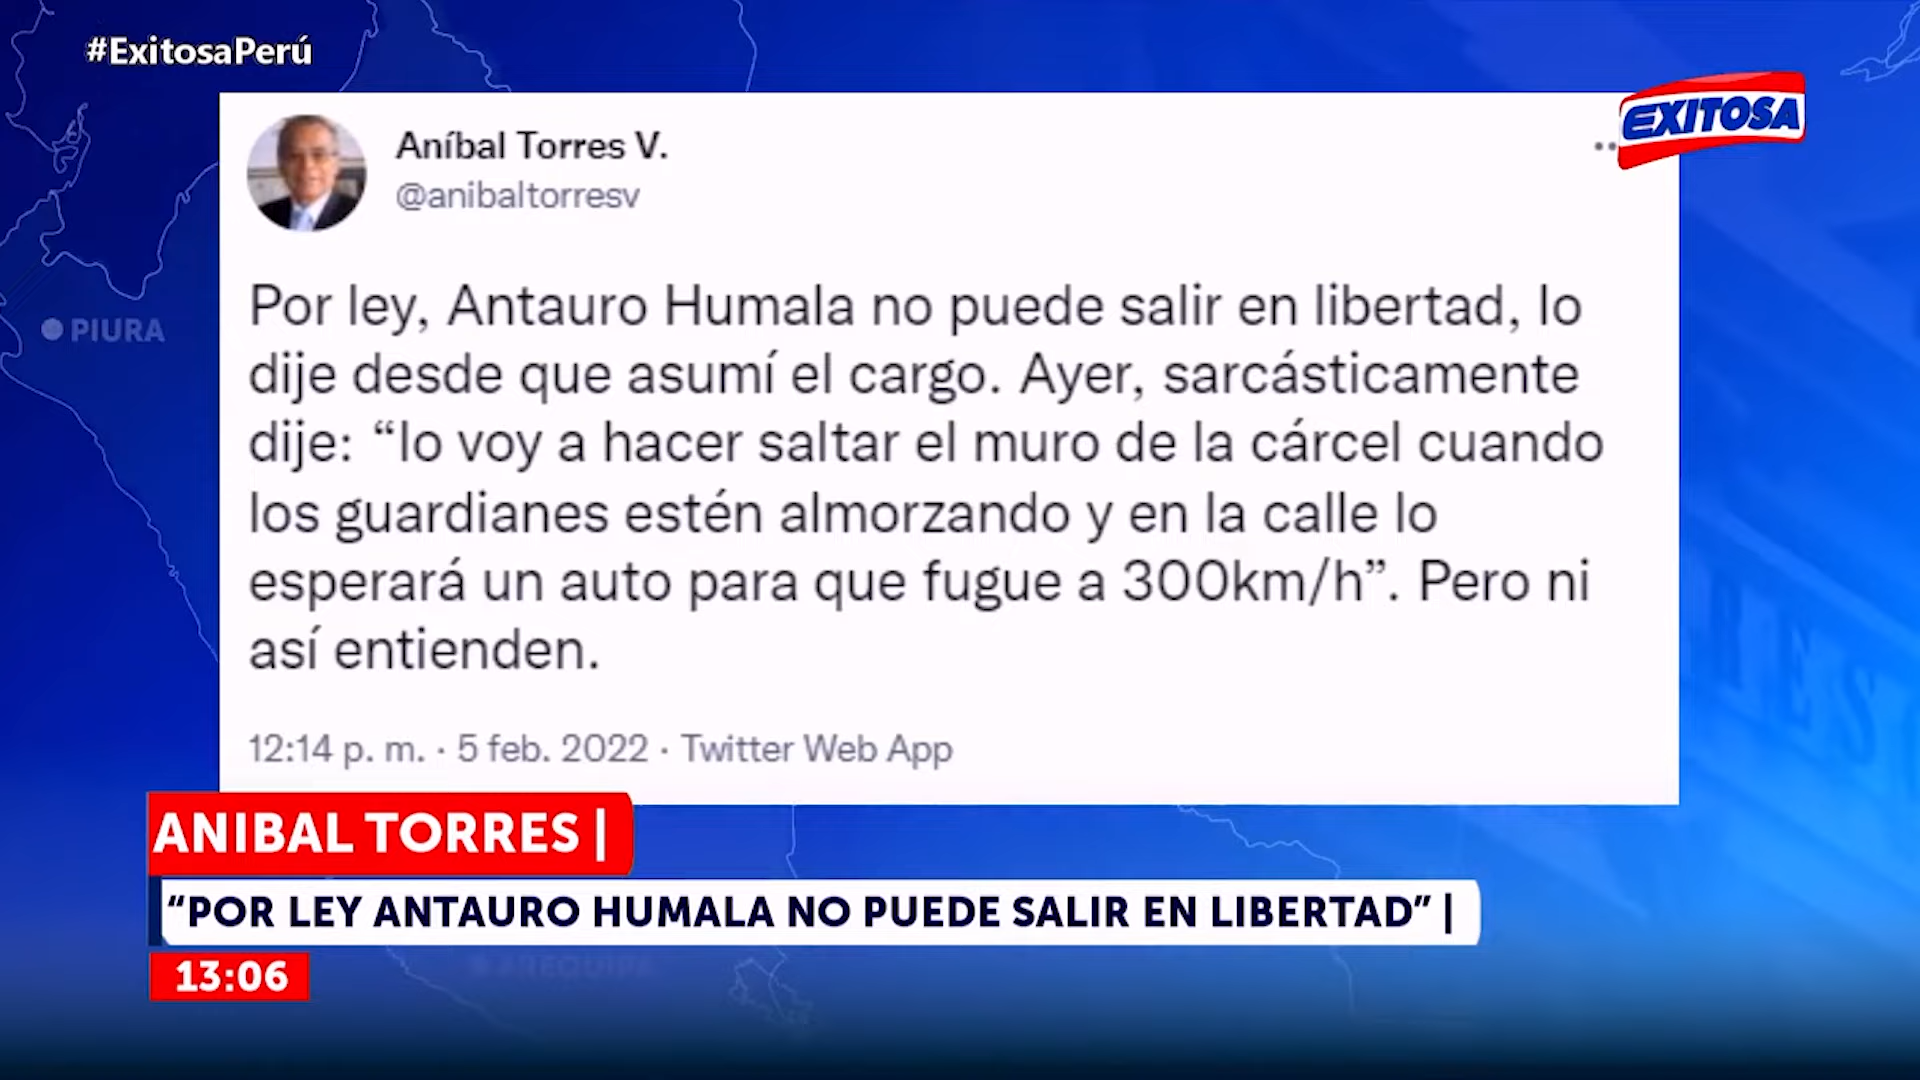 #ExitosaPerú
EXITOSA
Aníbal Torres V.
@anibaltorresv
PIURA
Por ley, Antauro Humala no puede salir en libertad, lo
dije desde que asumí el cargo. Ayer, sarcásticamente
dije: “lo voy a hacer saltar el muro de la cárcel cuando
los guardianes estén almorzando y en la calle lo
esperará un auto para que fugue a 300km/h”. Pero ni
así entienden.
12:14 p. m. · 5 feb. 2022 · Twitter Web App
ANIBAL TORRES |
“POR LEY ANTAURO HUMALA NO PUEDE SALIR EN LIBERTAD” |
AREQUIPA
13:06